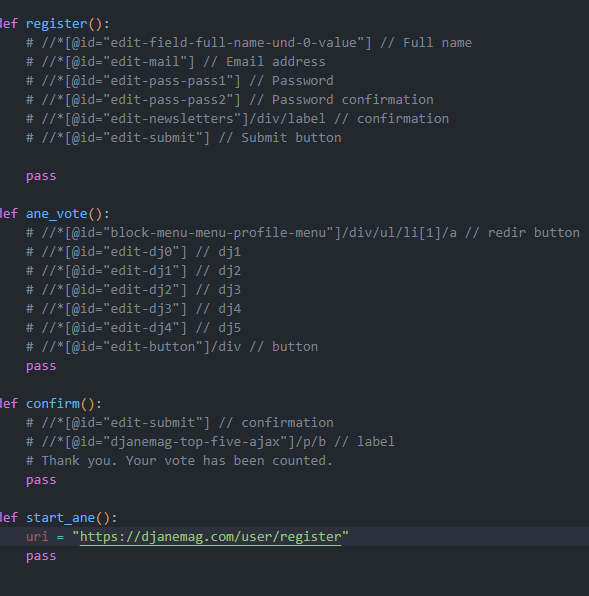 def register():
# //*[@id="edit-field-full-name-und-0-value"] // Full name
# //*[@id="edit-mail"] // Email address
# //*[@id="edit-pass-pass1"] // Password
# //*[@id="edit-pass-pass2"] // Password confirmation
# //*[@id="edit-newsletters"]/div/label // confirmation
# //*[@id="edit-submit"] // Submit button
pass
def ane_vote():
# //*[@id="block-menu-menu-profile-menu"]/div/ul/li[1]/a // redir button
# //*[@id="edit-dj0"] // dj1
# //*[@id="edit-dj1"] // dj2
# //*[@id="edit-dj2"] // dj3
# //*[@id="edit-dj3"] // dj4
# //*[@id="edit-dj4"] // dj5
# //*[@id="edit-button"]/div // button
pass
def confirm():
# //*[@id="edit-submit"] // confirmation
# //*[@id="djanemag-top-five-ajax"]/p/b // label
# Thank you. Your vote has been counted.
pass
def start_ane():
uri = "https://djanemag.com/user/register"
pass